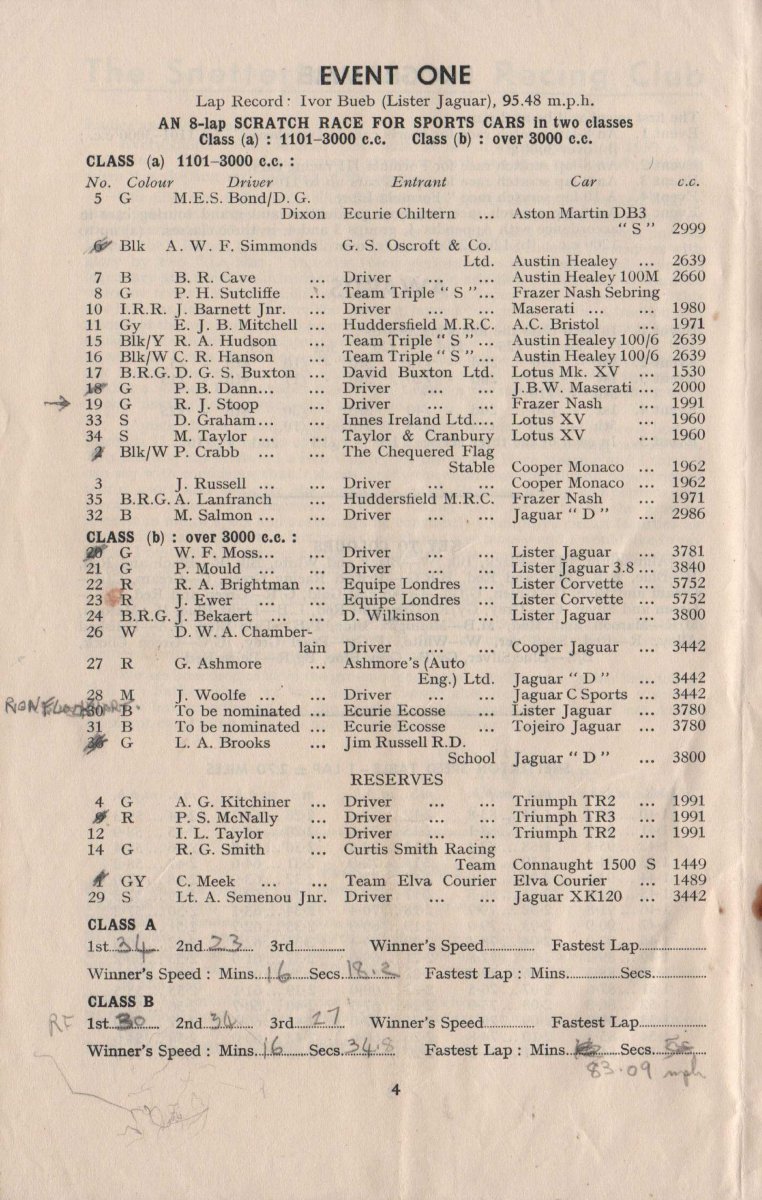 EVENT ONE
Lap Record: Ivor Bueb (Lister Jaguar), 95.48 m.p.h.
AN 8-lap SCRATCH RACE FOR SPORTS CARS in two classes
Class (a) : 1101–3000 c.c. Class (b) : over 3000 c.c.
CLASS (a) 1101–3000 c.c. :
No. Colour Driver Entrant Car c.c.
5 G M.E.S. Bond/D. G.
Dixon Ecurie Chiltern ... Aston Martin DB3
" S " 2999
6 Blk A. W. F. Simmonds G. S. Oscroft & Co.
Ltd. Austin Healey ... 2639
7 B B. R. Cave ... Driver ... ... Austin Healey 100M 2660
8 G P. H. Sutcliffe ... Team Triple " S "... Frazer Nash Sebring
10 I.R.R. J. Barnett Jnr. ... Driver ... ... Maserati ... ... 1980
11 Gy E. J. B. Mitchell ... Huddersfield M.R.C. A.C. Bristol ... 1971
15 Blk/Y R. A. Hudson ... Team Triple " S " ... Austin Healey 100/6 2639
16 Blk/W C. R. Hanson ... Team Triple " S " ... Austin Healey 100/6 2639
17 B.R.G. D. G. S. Buxton ... David Buxton Ltd. Lotus Mk. XV ... 1530
18 G P. B. Dann... ... Driver ... ... J.B.W. Maserati ... 2000
19 G R. J. Stoop ... Driver ... ... Frazer Nash ... 1991
33 S D. Graham... ... Innes Ireland Ltd.... Lotus XV ... 1960
34 S M. Taylor ... ... Taylor & Cranbury Lotus XV ... 1960
2 Blk/W P. Crabb ... ... The Chequered Flag
Stable Cooper Monaco ... 1962
3 J. Russell ... ... Driver ... ... Cooper Monaco ... 1962
35 B.R.G. A. Lanfranch ... Huddersfield M.R.C. Frazer Nash ... 1971
32 B M. Salmon ... ... Driver ... ... Jaguar " D " ... 2986
CLASS (b) : over 3000 c.c. :
20 G W. F. Moss... ... Driver ... ... Lister Jaguar ... 3781
21 G P. Mould ... ... Driver ... ... Lister Jaguar 3.8 ... 3840
22 R R. A. Brightman ... Equipe Londres ... Lister Corvette ... 5752
23 R J. Ewer ... ... Equipe Londres ... Lister Corvette ... 5752
24 B.R.G. J. Bekaert ... ... D. Wilkinson ... Lister Jaguar ... 3800
26 W D. W. A. Chamber-
lain Driver ... ... Cooper Jaguar ... 3442
27 R G. Ashmore ... Ashmore's (Auto
Eng.) Ltd. Jaguar " D " ... 3442
28 M J. Woolfe ... ... Driver ... ... Jaguar C Sports ... 3442
RON 30 B To be nominated ... Ecurie Ecosse ... Lister Jaguar ... 3780
31 B To be nominated ... Ecurie Ecosse ... Tojeiro Jaguar ... 3780
G L. A. Brooks ... Jim Russell R.D.
School Jaguar " D " ... 3800
RESERVES
4 G A. G. Kitchiner ... Driver ... ... Triumph TR2 ... 1991
9 R P. S. McNally ... Driver ... ... Triumph TR3 ... 1991
12 I. L. Taylor ... Driver ... ... Triumph TR2 ... 1991
14 G R. G. Smith ... Curtis Smith Racing
Team Connaught 1500 S 1449
1 GY C. Meek ... ... Team Elva Courier Elva Courier ... 1489
29 S Lt. A. Semenou Jnr. Driver ... ... Jaguar XK120 ... 3442
CLASS A
1st...34... 2nd...23... 3rd............ Winner's Speed............ Fastest Lap............
Winner's Speed : Mins...16...Secs...18.2... Fastest Lap : Mins............Secs............
CLASS B
RF 1st...30... 2nd...34... 3rd...27... Winner's Speed............ Fastest Lap............
Winner's Speed : Mins...16...Secs...34.8... Fastest Lap : Mins............Secs............
83.09 mph
4